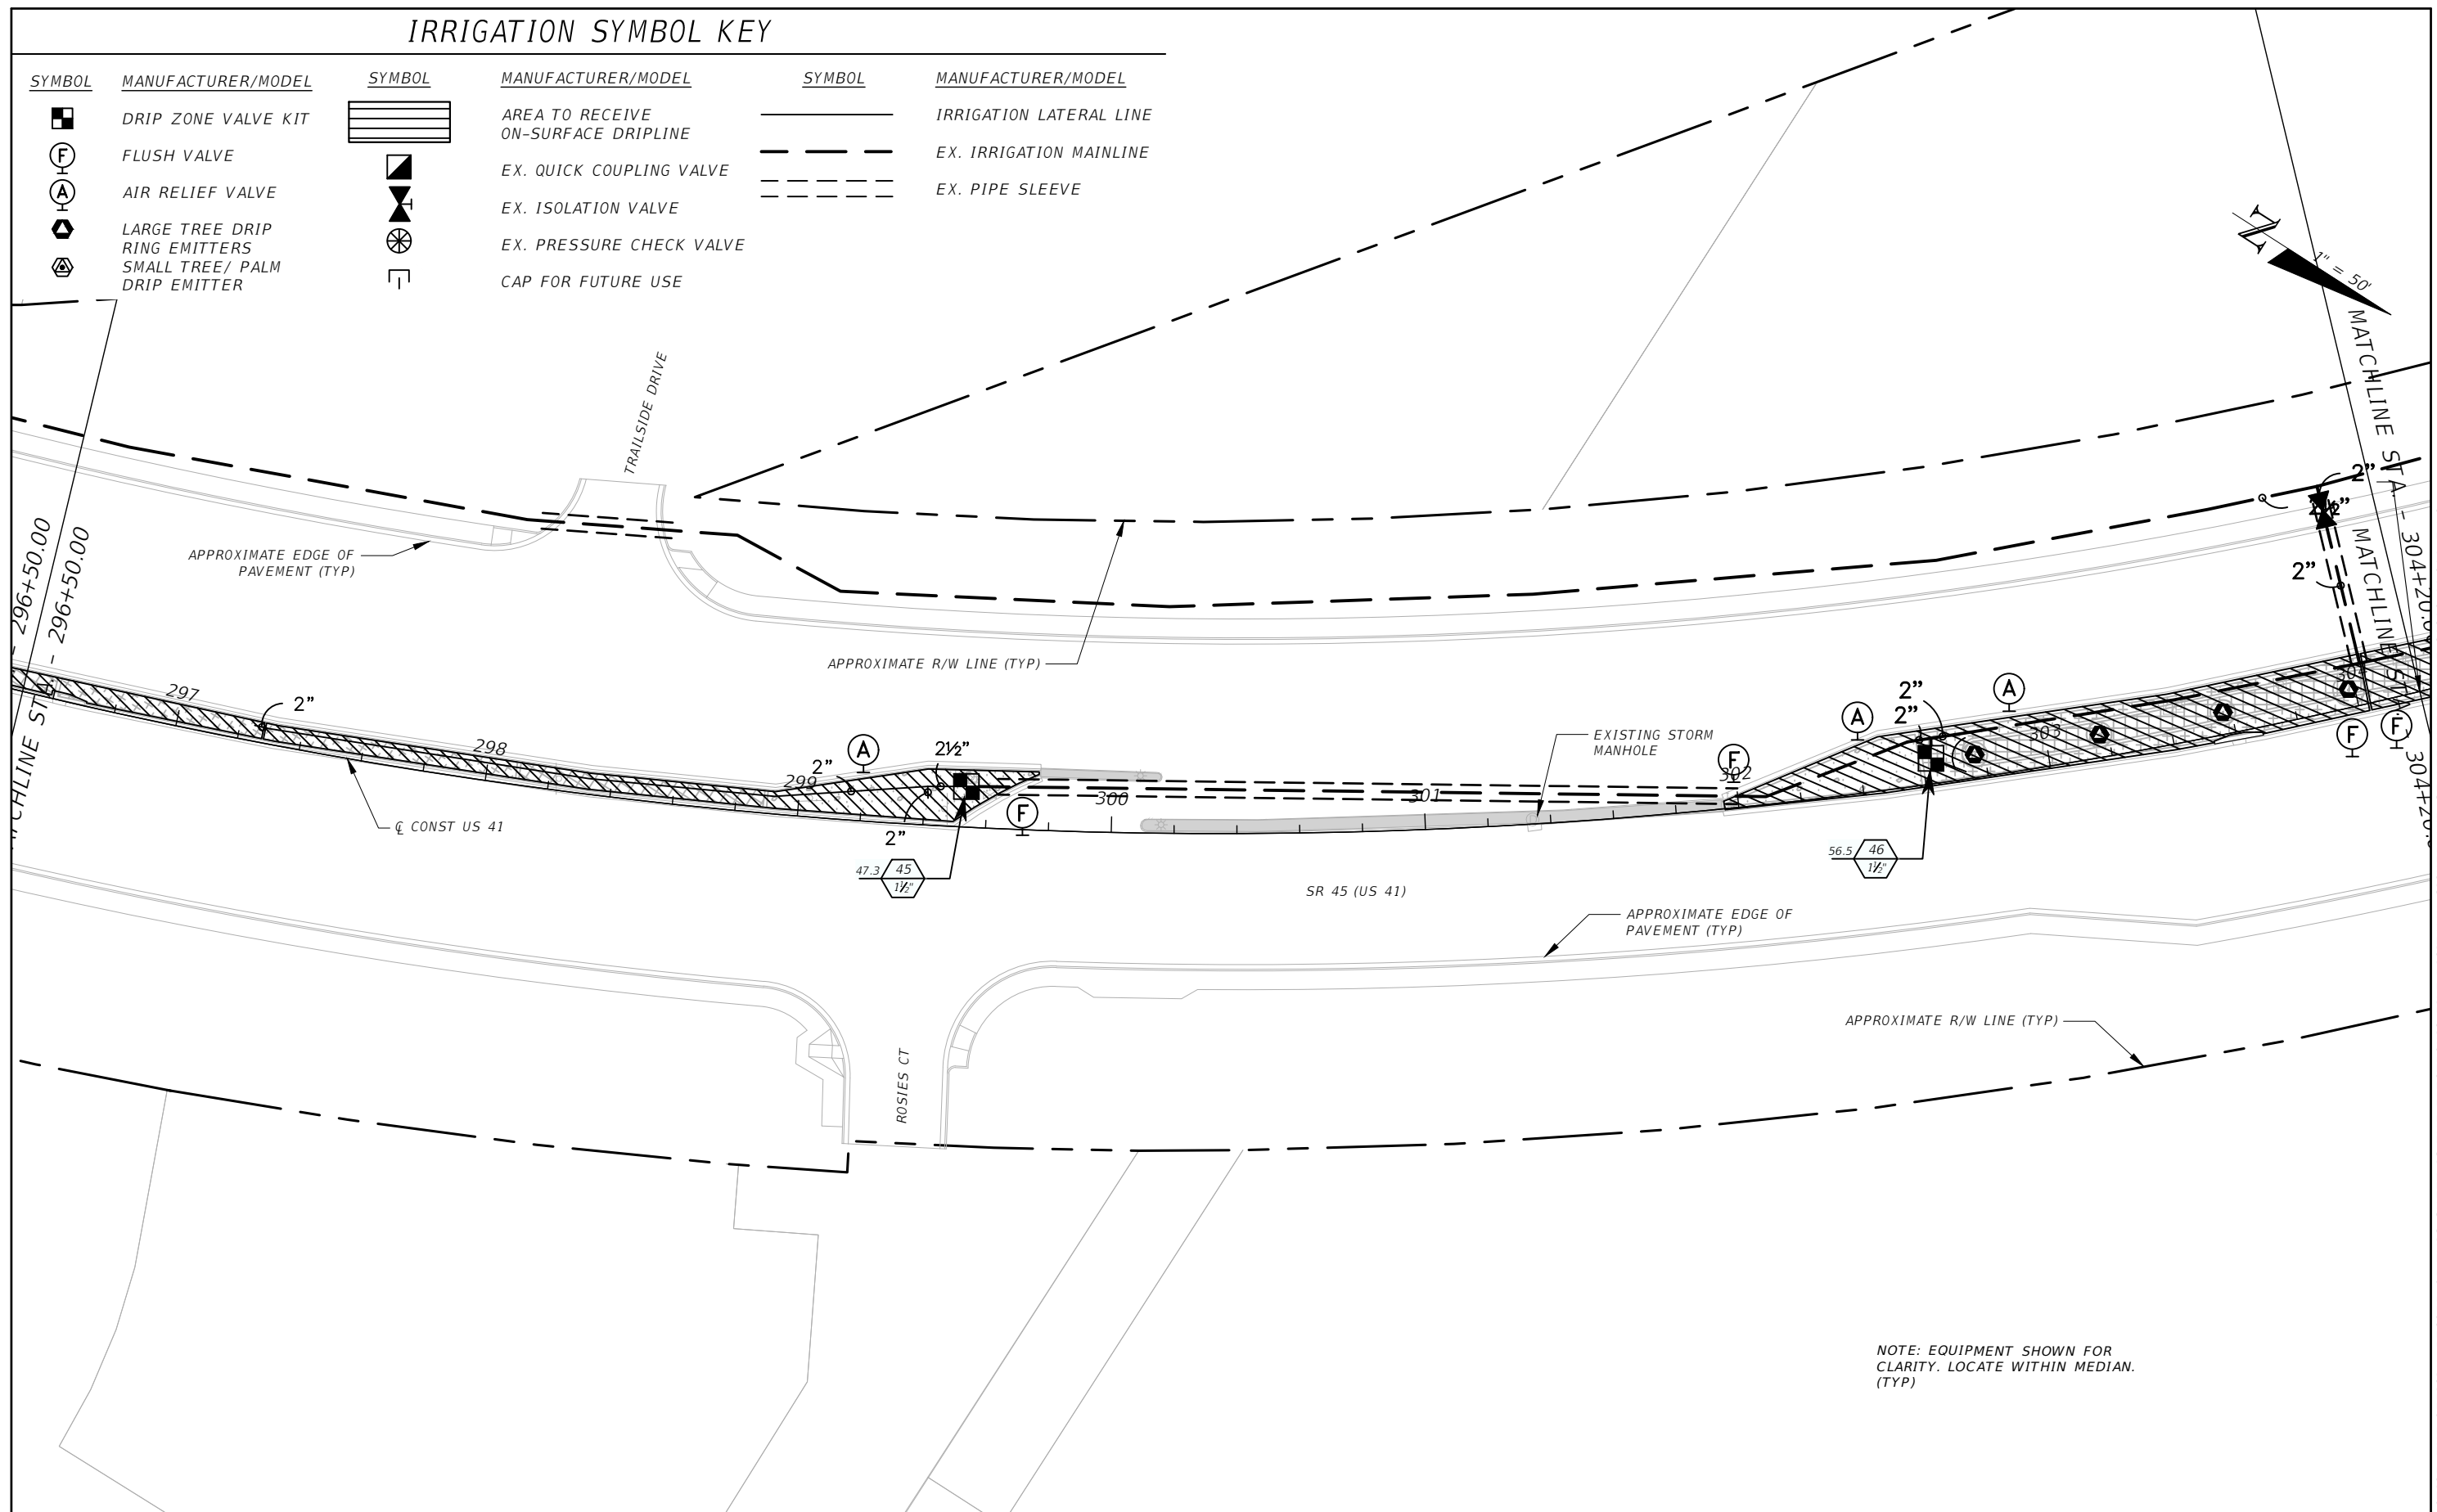 IRRIGATION SYMBOL KEY
SYMBOL MANUFACTURER/MODEL
DRIP ZONE VALVE KIT
F FLUSH VALVE
A AIR RELIEF VALVE
LARGE TREE DRIP
RING EMITTERS
SMALL TREE/ PALM
DRIP EMITTER
SYMBOL MANUFACTURER/MODEL
AREA TO RECEIVE
ON-SURFACE DRIPLINE
EX. QUICK COUPLING VALVE
EX. ISOLATION VALVE
EX. PRESSURE CHECK VALVE
CAP FOR FUTURE USE
SYMBOL MANUFACTURER/MODEL
IRRIGATION LATERAL LINE
EX. IRRIGATION MAINLINE
EX. PIPE SLEEVE
N
1" = 50'
MATCHLINE STA. - 304+20.0
MATCHLINE STA. - 304+20.0
TRAILSIDE DRIVE
2"
2½"
2"
APPROXIMATE EDGE OF
PAVEMENT (TYP)
- 296+50.00
MATCHLINE STA. - 296+50.00
APPROXIMATE R/W LINE (TYP)
297
2"
298
299
2"
A
2½"
2"
F
300
301
302
303
304
EXISTING STORM
MANHOLE
F
A
2"
2"
A
F
F
℄ CONST US 41
47.3
45
1½"
56.5
46
1½"
SR 45 (US 41)
APPROXIMATE EDGE OF
PAVEMENT (TYP)
APPROXIMATE R/W LINE (TYP)
ROSIES CT
NOTE: EQUIPMENT SHOWN FOR
CLARITY. LOCATE WITHIN MEDIAN.
(TYP)